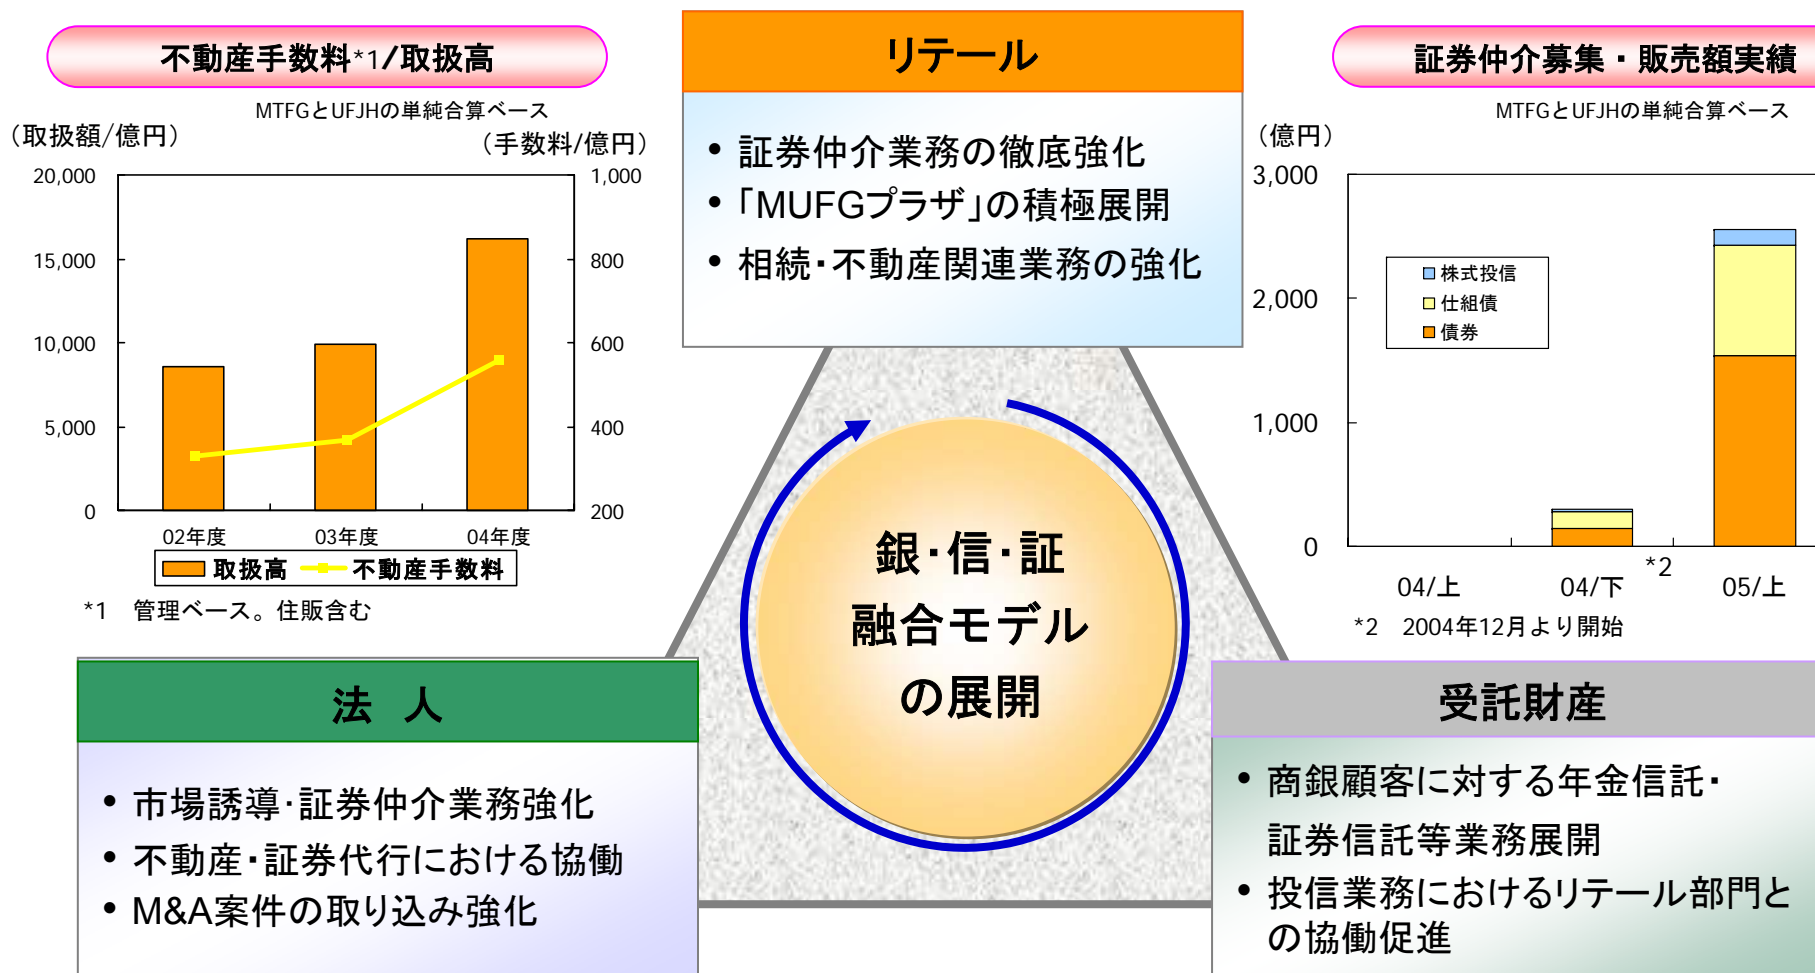 不動産手数料*1/取扱高
MTFGとUFJHの単純合算ベース
(取扱額/億円)
(手数料/億円)
20,000
15,000
10,000
5,000
0
1,000
800
600
400
200
02年度
03年度
04年度
取扱高
不動産手数料
*1 管理ベース。住販含む
リテール
• 証券仲介業務の徹底強化
• 「MUFGプラザ」の積極展開
• 相続・不動産関連業務の強化
証券仲介募集・販売額実績
MTFGとUFJHの単純合算ベース
(億円)
3,000
2,000
1,000
0
株式投信
仕組債
債券
04/上
04/下
*2
05/上
*2 2004年12月より開始
銀・信・証
融合モデル
の展開
法 人
• 市場誘導・証券仲介業務強化
• 不動産・証券代行における協働
• M&A案件の取り込み強化
受託財産
• 商銀顧客に対する年金信託・
証券信託等業務展開
• 投信業務におけるリテール部門と
の協働促進